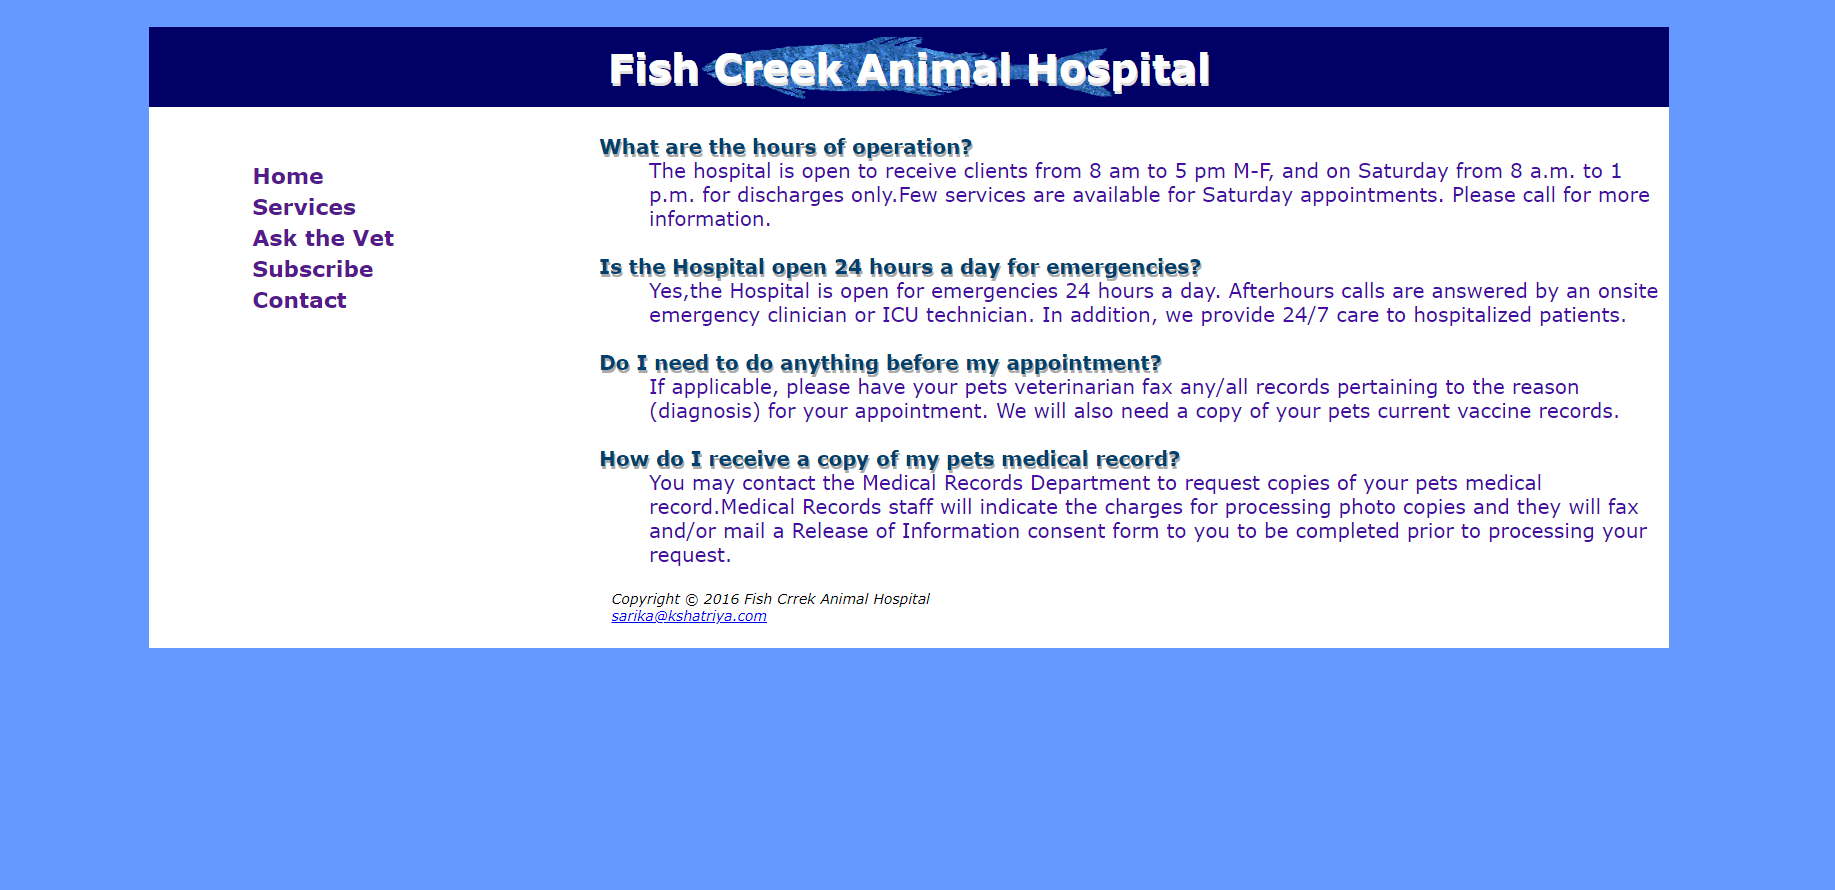 Fish Creek Animal Hospital
Home
Services
Ask the Vet
Subscribe
Contact
What are the hours of operation?
The hospital is open to receive clients from 8 am to 5 pm M-F, and on Saturday from 8 a.m. to 1
p.m. for discharges only.Few services are available for Saturday appointments. Please call for more
information.
Is the Hospital open 24 hours a day for emergencies?
Yes,the Hospital is open for emergencies 24 hours a day. Afterhours calls are answered by an onsite
emergency clinician or ICU technician. In addition, we provide 24/7 care to hospitalized patients.
Do I need to do anything before my appointment?
If applicable, please have your pets veterinarian fax any/all records pertaining to the reason
(diagnosis) for your appointment. We will also need a copy of your pets current vaccine records.
How do I receive a copy of my pets medical record?
You may contact the Medical Records Department to request copies of your pets medical
record.Medical Records staff will indicate the charges for processing photo copies and they will fax
and/or mail a Release of Information consent form to you to be completed prior to processing your
request.
Copyright © 2016 Fish Crrek Animal Hospital
sarika@kshatriya.com